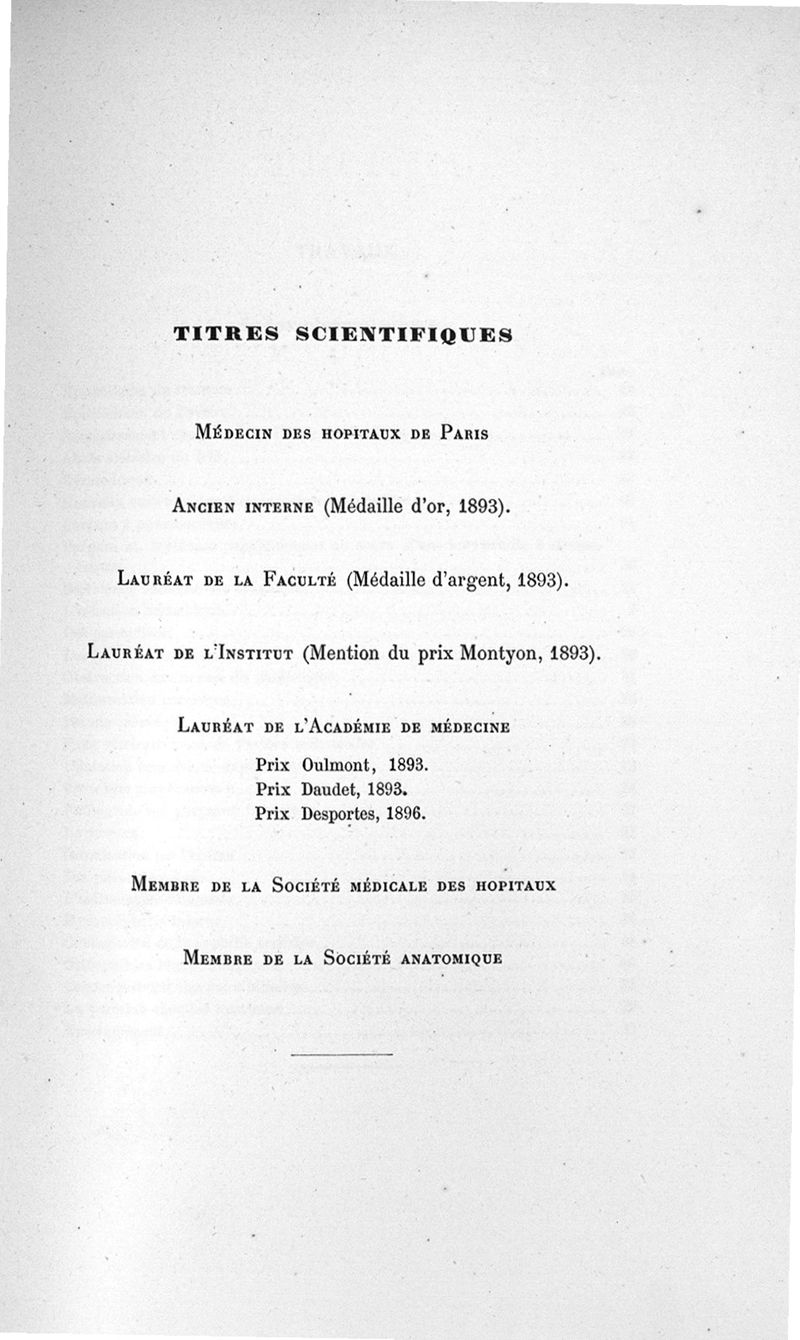 TITRES SCIENTIFIQUES
MÉDECIN DES HOPITAUX DE PARIS
ANCIEN INTERNE (Médaille d'or, 1893).
LAURÉAT DE LA FACULTÉ (Médaille d'argent, 1893).
LAURÉAT DE L'INSTITUT (Mention du prix Montyon, 1893).
LAURÉAT DE L'ACADÉMIE DE MÉDECINE
Prix Oulmont, 1893.
Prix Daudet, 1893.
Prix Desportes, 1896.
MEMBRE DE LA SOCIÉTÉ MÉDICALE DES HOPITAUX
MEMBRE DE LA SOCIÉTÉ ANATOMIQUE